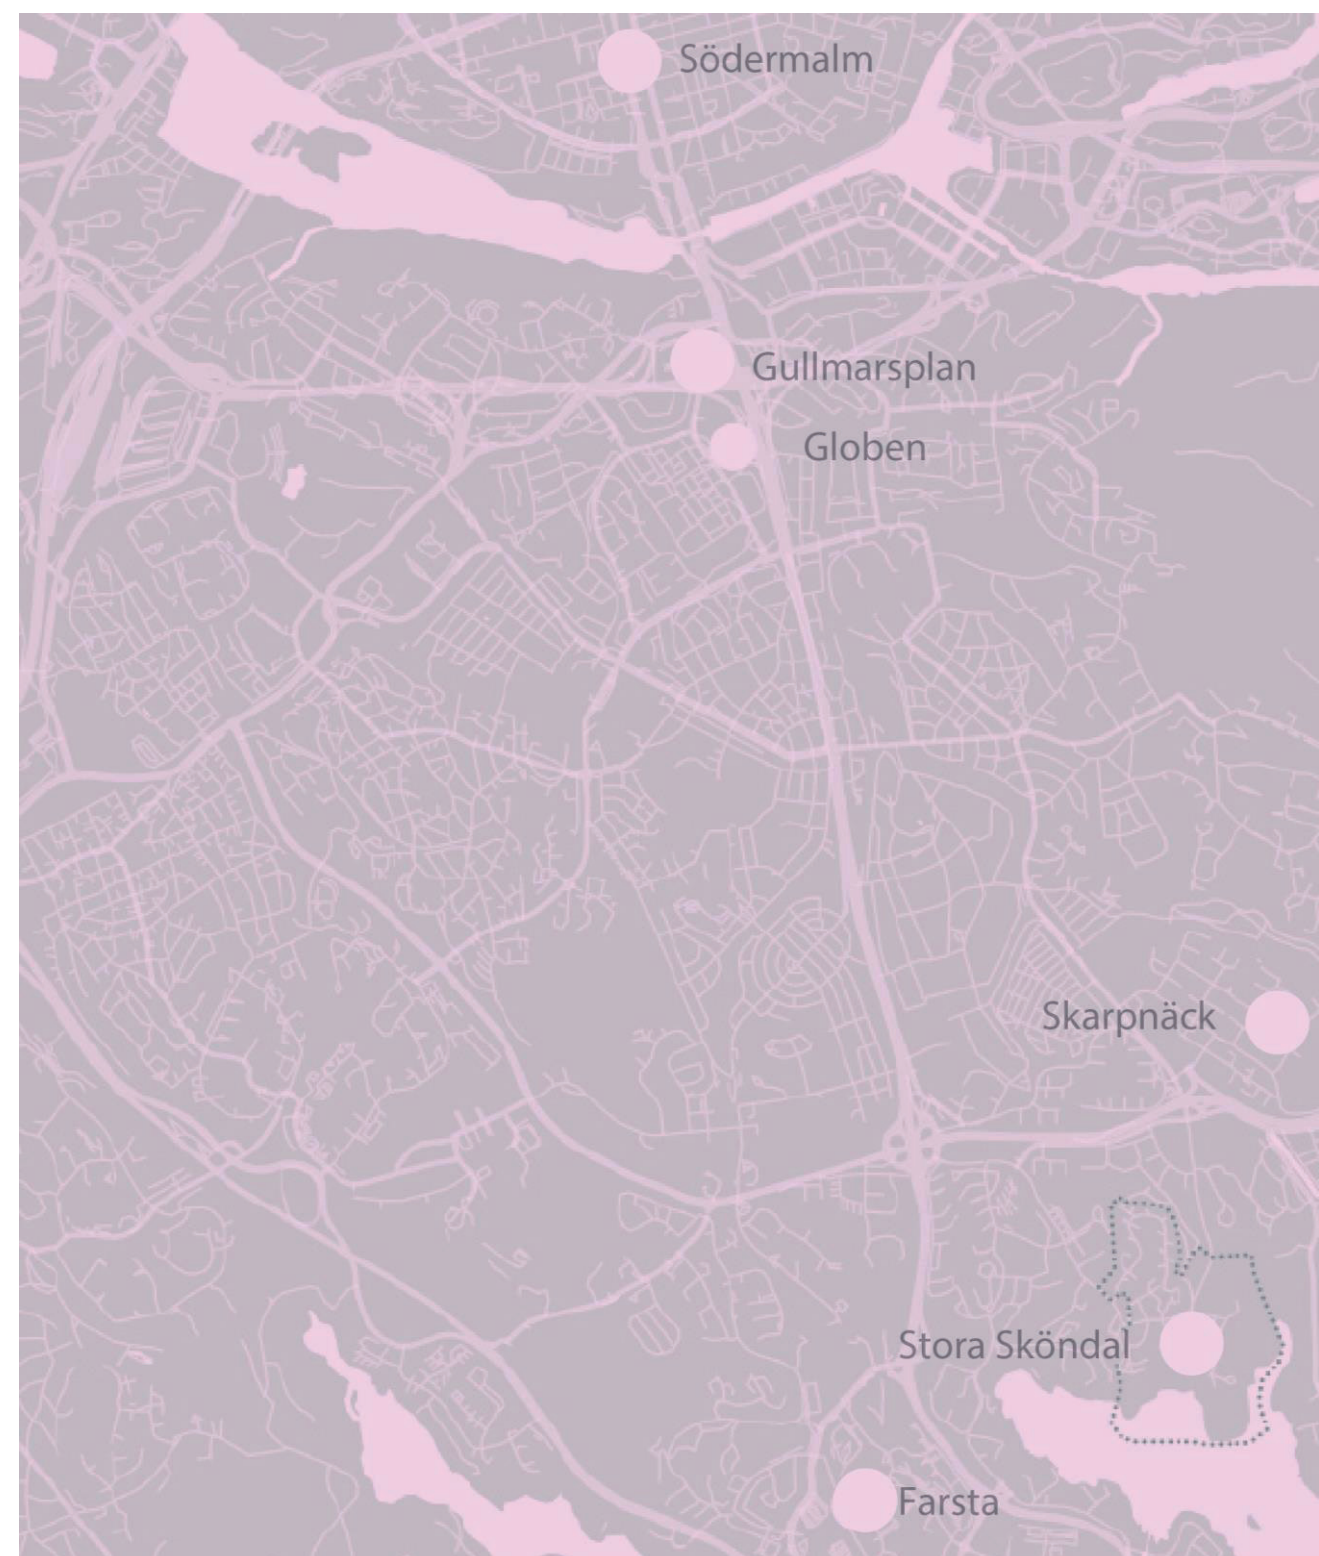 Södermalm
Gullmarsplan
Globen
Skarpnäck
Stora Sköndal
Farsta